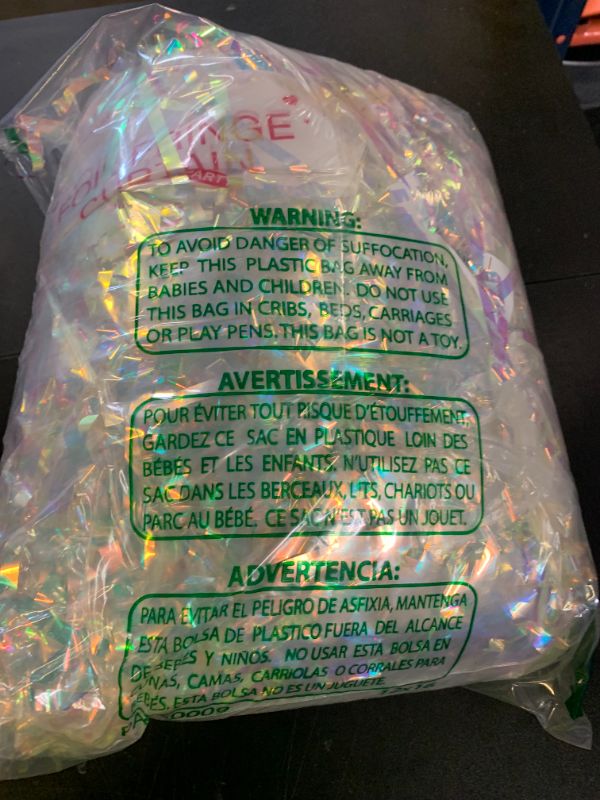 FOIL FRINGE
CURTAIN
PART
WARNING:
TO AVOID DANGER OF SUFFOCATION,
KEEP THIS PLASTIC BAG AWAY FROM
BABIES AND CHILDREN. DO NOT USE
THIS BAG IN CRIBS, BEDS, CARRIAGES
OR PLAY PENS. THIS BAG IS NOT A TOY.
AVERTISSEMENT:
POUR ÉVITER TOUT RISQUE D'ÉTOUFFEMENT,
GARDEZ CE SAC EN PLASTIQUE LOIN DES
BÉBÉS ET LES ENFANTS. N'UTILISEZ PAS CE
SAC DANS LES BERCEAUX, LITS, CHARIOTS OU
PARC AU BÉBÉ. CE SAC N'EST PAS UN JOUET.
ADVERTENCIA:
PARA EVITAR EL PELIGRO DE ASFIXIA, MANTENGA
ESTA BOLSA DE PLASTICO FUERA DEL ALCANCE
DE BEBES Y NIÑOS. NO USAR ESTA BOLSA EN
CUNAS, CAMAS, CARRIOLAS O CORRALES PARA
BEBÉS. ESTA BOLSA NO ES UN JUGUETE.